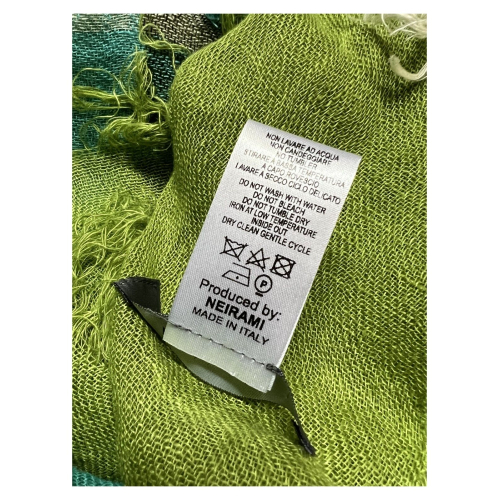 NON LAVARE AD ACQUA
NON CANDEGGIARE
NO TUMBLER
STIRARE A BASSA TEMPERATURA
A CAPO ROVESCIO
LAVARE A SECCO CICLO DELICATO
DO NOT WASH WITH WATER
DO NOT BLEACH
DO NOT TUMBLE DRY
IRON AT LOW TEMPERATURE
INSIDE OUT
DRY CLEAN GENTLE CYCLE
P
Produced by:
NEIRAMI
MADE IN ITALY